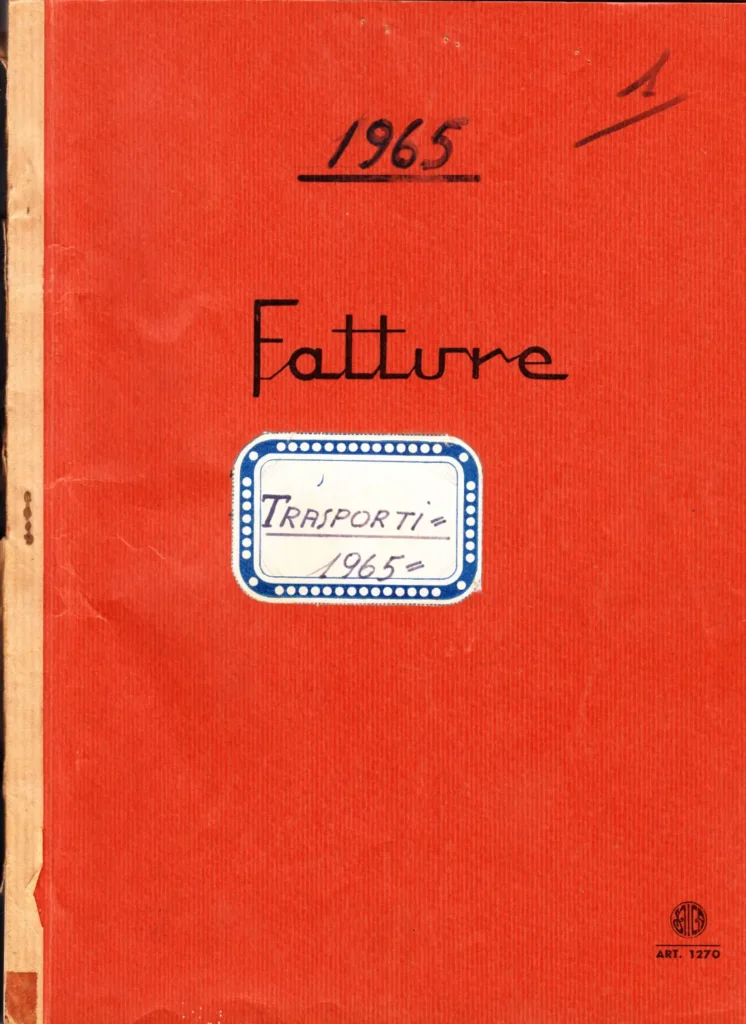 1
1965
Fatture
TRASPORTI=
1965=
ART. 1270